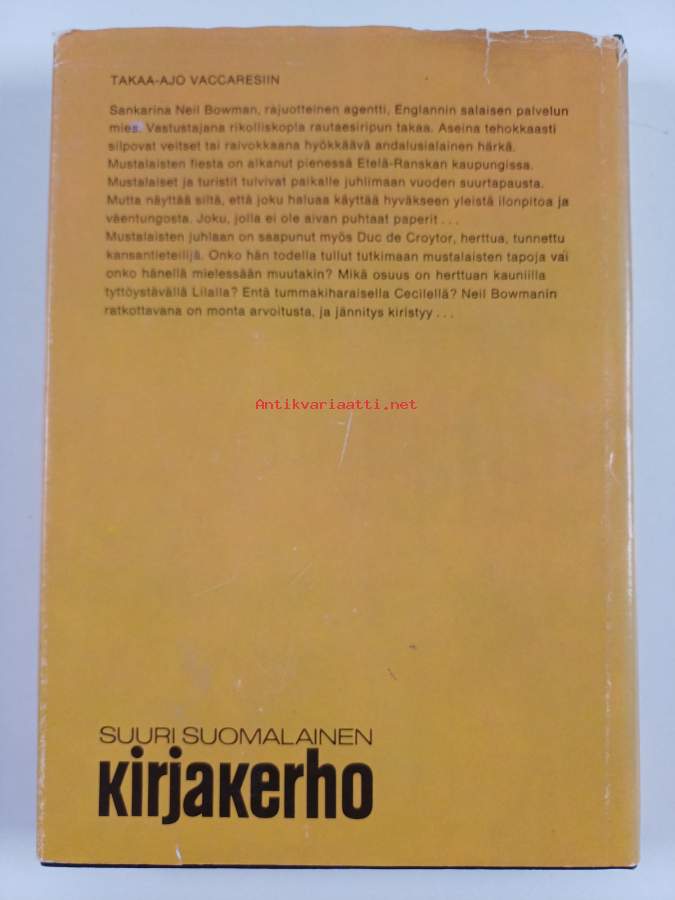 TAKAA-AJO VACCARESIIN
Sankarina Neil Bowman, rajuotteinen agentti, Englannin salaisen palvelun
mies. Vastustajana rikolliskopla rautaesiripun takaa. Aseina tehokkaasti
silpovat veitset tai raivokkaana hyökkäävä andalusialainen härkä.
Mustalaisten fiesta on alkanut pienessä Etelä-Ranskan kaupungissa.
Mustalaiset ja turistit tulvivat paikalle juhlimaan vuoden suurtapausta.
Mutta näyttää siltä, että joku haluaa käyttää hyväkseen yleistä ilonpitoa ja
väentungosta. Joku, jolla ei ole aivan puhtaat paperit . . .
Mustalaisten juhlaan on saapunut myös Duc de Croytor, herttua, tunnettu
kansantieteilijä. Onko hän todella tullut tutkimaan mustalaisten tapoja vai
onko hänellä mielessään muutakin? Mikä osuus on herttuan kauniilla
tyttöystävällä Lilalla? Entä tummakiharaisella Cecilellä? Neil Bowmanin
ratkottavana on monta arvoitusta, ja jännitys kiristyy . . .
Antikvariaatti.net
SUURI SUOMALAINEN
Kirjakerho